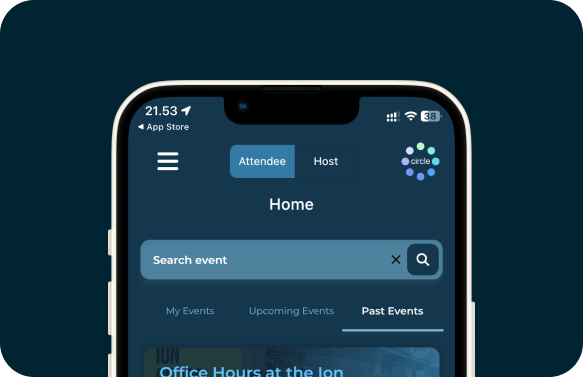 21.53
38
◀ App Store
Attendee
Host
circle
Home
Search event
My Events
Upcoming Events
Past Events
ION
Office Hours at the Ion